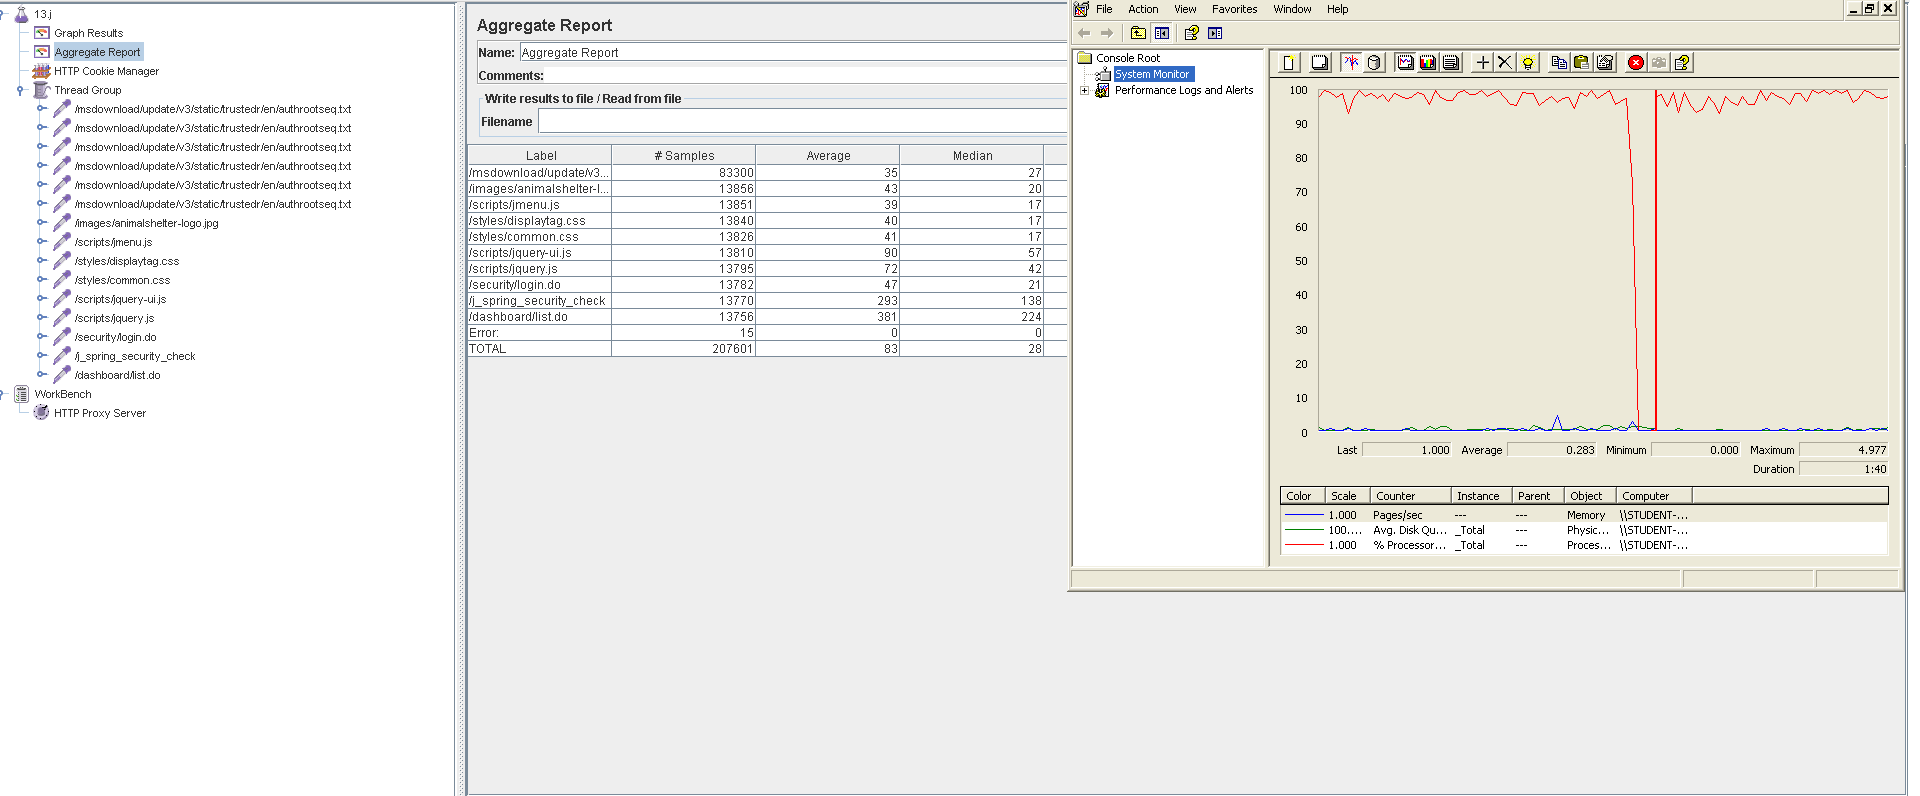 13.j
Graph Results
Aggregate Report
HTTP Cookie Manager
Thread Group
/msdownload/update/v3/static/trustedr/en/authrootseq.txt
/msdownload/update/v3/static/trustedr/en/authrootseq.txt
/msdownload/update/v3/static/trustedr/en/authrootseq.txt
/msdownload/update/v3/static/trustedr/en/authrootseq.txt
/msdownload/update/v3/static/trustedr/en/authrootseq.txt
/msdownload/update/v3/static/trustedr/en/authrootseq.txt
/images/animalshelter-logo.jpg
/scripts/jmenu.js
/styles/displaytag.css
/styles/common.css
/scripts/jquery-ui.js
/scripts/jquery.js
/security/login.do
/j_spring_security_check
/dashboard/list.do
WorkBench
HTTP Proxy Server
Aggregate Report
Name: Aggregate Report
Comments:
Write results to file / Read from file
Filename
Label # Samples Average Median
/msdownload/update/v3... 83300 35 27
/images/animalshelter-l... 13856 43 20
/scripts/jmenu.js 13851 39 17
/styles/displaytag.css 13840 40 17
/styles/common.css 13826 41 17
/scripts/jquery-ui.js 13810 90 57
/scripts/jquery.js 13795 72 42
/security/login.do 13782 47 21
/j_spring_security_check 13770 293 138
/dashboard/list.do 13756 381 224
Error: 15 0 0
TOTAL 207601 83 28
File Action View Favorites Window Help
Console Root
System Monitor
Performance Logs and Alerts
100
90
80
70
60
50
40
30
20
10
0
Last 1.000 Average 0.283 Minimum 0.000 Maximum 4.977
Duration 1:40
Color Scale Counter Instance Parent Object Computer
1.000 Pages/sec --- --- Memory \\STUDENT-...
100.... Avg. Disk Qu... _Total --- Physic... \\STUDENT-...
1.000 % Processor... _Total --- Proces... \\STUDENT-...